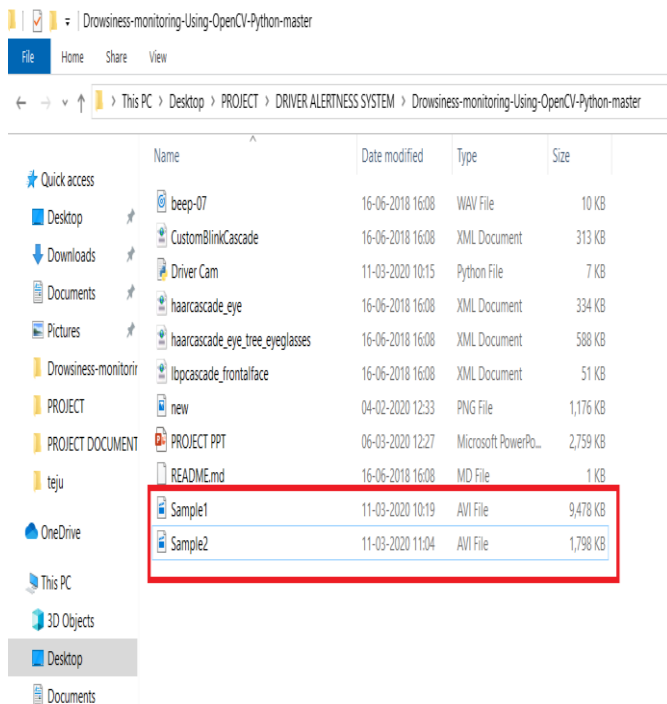 Drowsiness-monitoring-Using-OpenCV-Python-master
File Home Share View
This PC > Desktop > PROJECT > DRIVER ALERTNESS SYSTEM > Drowsiness-monitoring-Using-OpenCV-Python-master
Name Date modified Type Size
Quick access
Desktop
Downloads
Documents
Pictures
Drowsiness-monitorin
PROJECT
PROJECT DOCUMENT
teju
OneDrive
This PC
3D Objects
Desktop
Documents
beep-07 16-06-2018 16:08 WAV File 10 KB
CustomBlinkCascade 16-06-2018 16:08 XML Document 313 KB
Driver Cam 11-03-2020 10:15 Python File 7 KB
haarcascade_eye 16-06-2018 16:08 XML Document 334 KB
haarcascade_eye_tree_eyeglasses 16-06-2018 16:08 XML Document 588 KB
lbpcascade_frontalface 16-06-2018 16:08 XML Document 51 KB
new 04-02-2020 12:33 PNG File 1,176 KB
PROJECT PPT 06-03-2020 12:27 Microsoft PowerPo... 2,759 KB
README.md 16-06-2018 16:08 MD File 1 KB
Sample1 11-03-2020 10:19 AVI File 9,478 KB
Sample2 11-03-2020 11:04 AVI File 1,798 KB